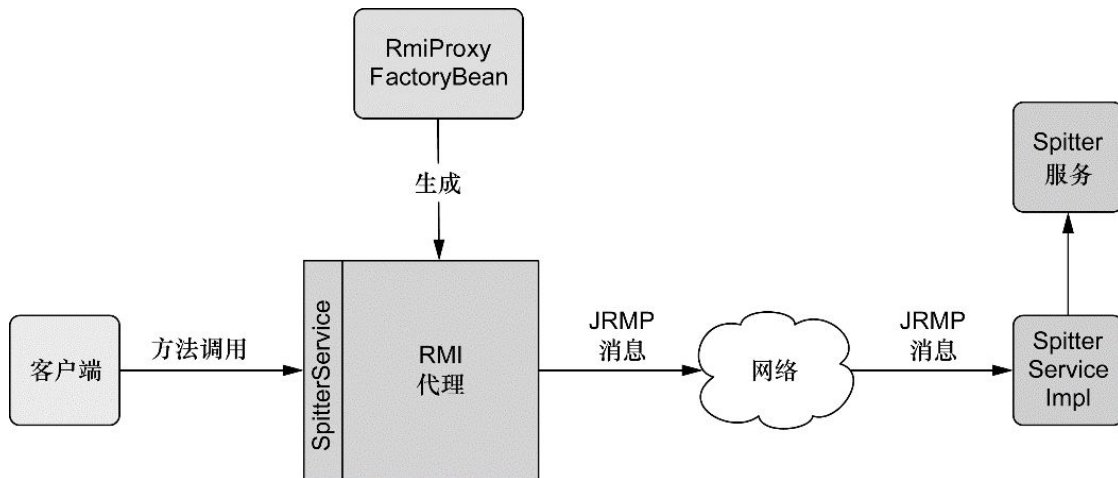 RmiProxy
FactoryBean
生成
Spitter
服务
客户端
方法调用
SpitterService
RMI
代理
JRMP
消息
网络
JRMP
消息
Spitter
Service
Impl